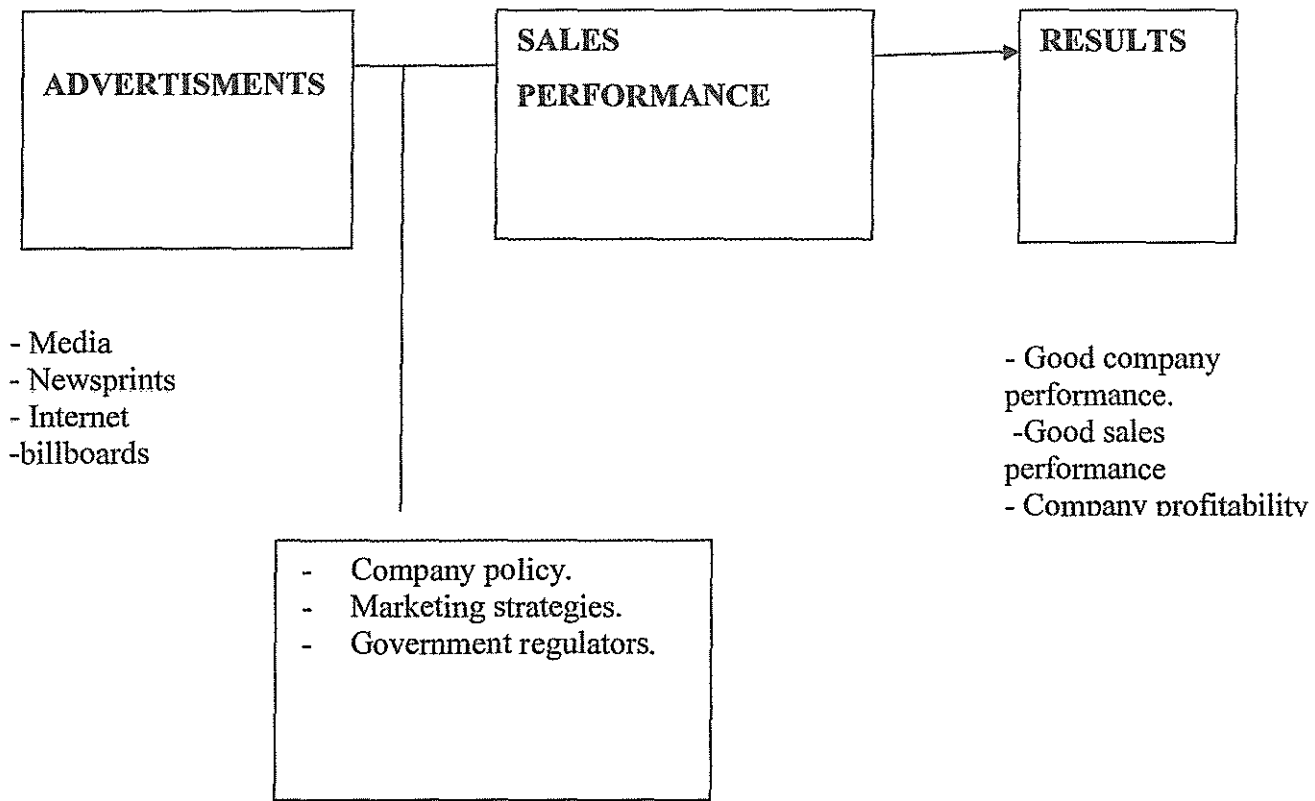 ADVERTISMENTS
SALES
PERFORMANCE
RESULTS
- Media
- Newsprints
- Internet
-billboards
- Good company
performance.
-Good sales
performance
- Company profitability
- Company policy.
- Marketing strategies.
- Government regulators.